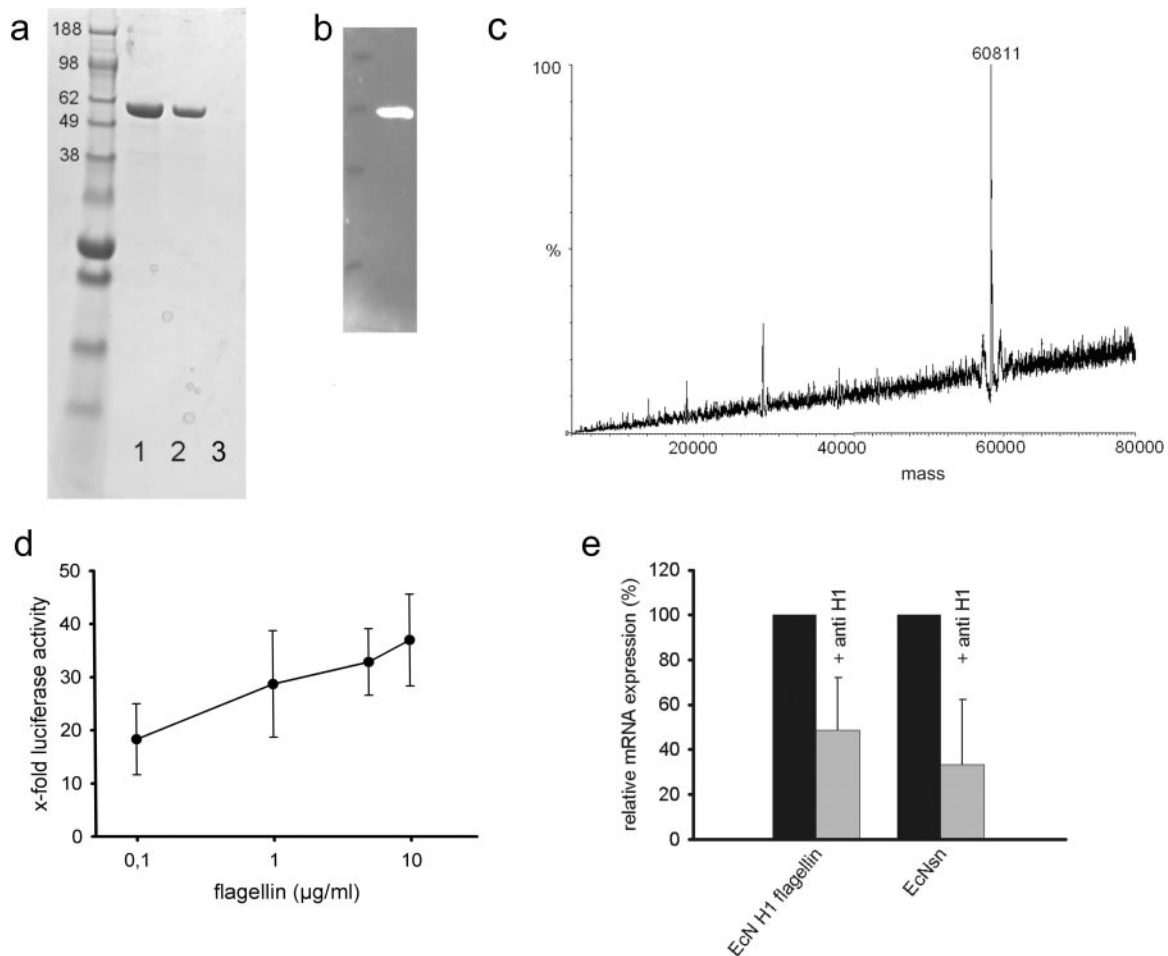 a
188
98
62
49
38
1 2 3
b
c
60811
100
%
20000 40000 60000 80000
mass
d
50
40
30
20
10
0
x-fold luciferase activity
0,1 1 10
flagellin (µg/ml)
e
120
100
80
60
40
20
0
relative mRNA expression (%)
+ anti H1
+ anti H1
EcN H1 flagellin
EcNsn